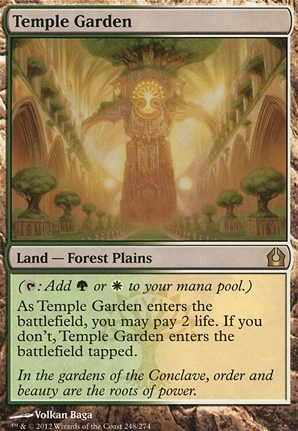 Temple Garden
Land — Forest Plains
(T: Add G or W to your mana pool.)
As Temple Garden enters the
battlefield, you may pay 2 life. If you
don't, Temple Garden enters the
battlefield tapped.
In the gardens of the Conclave, order and
beauty are the roots of power.
Volkan Baga
™ & © 2012 Wizards of the Coast 248/274